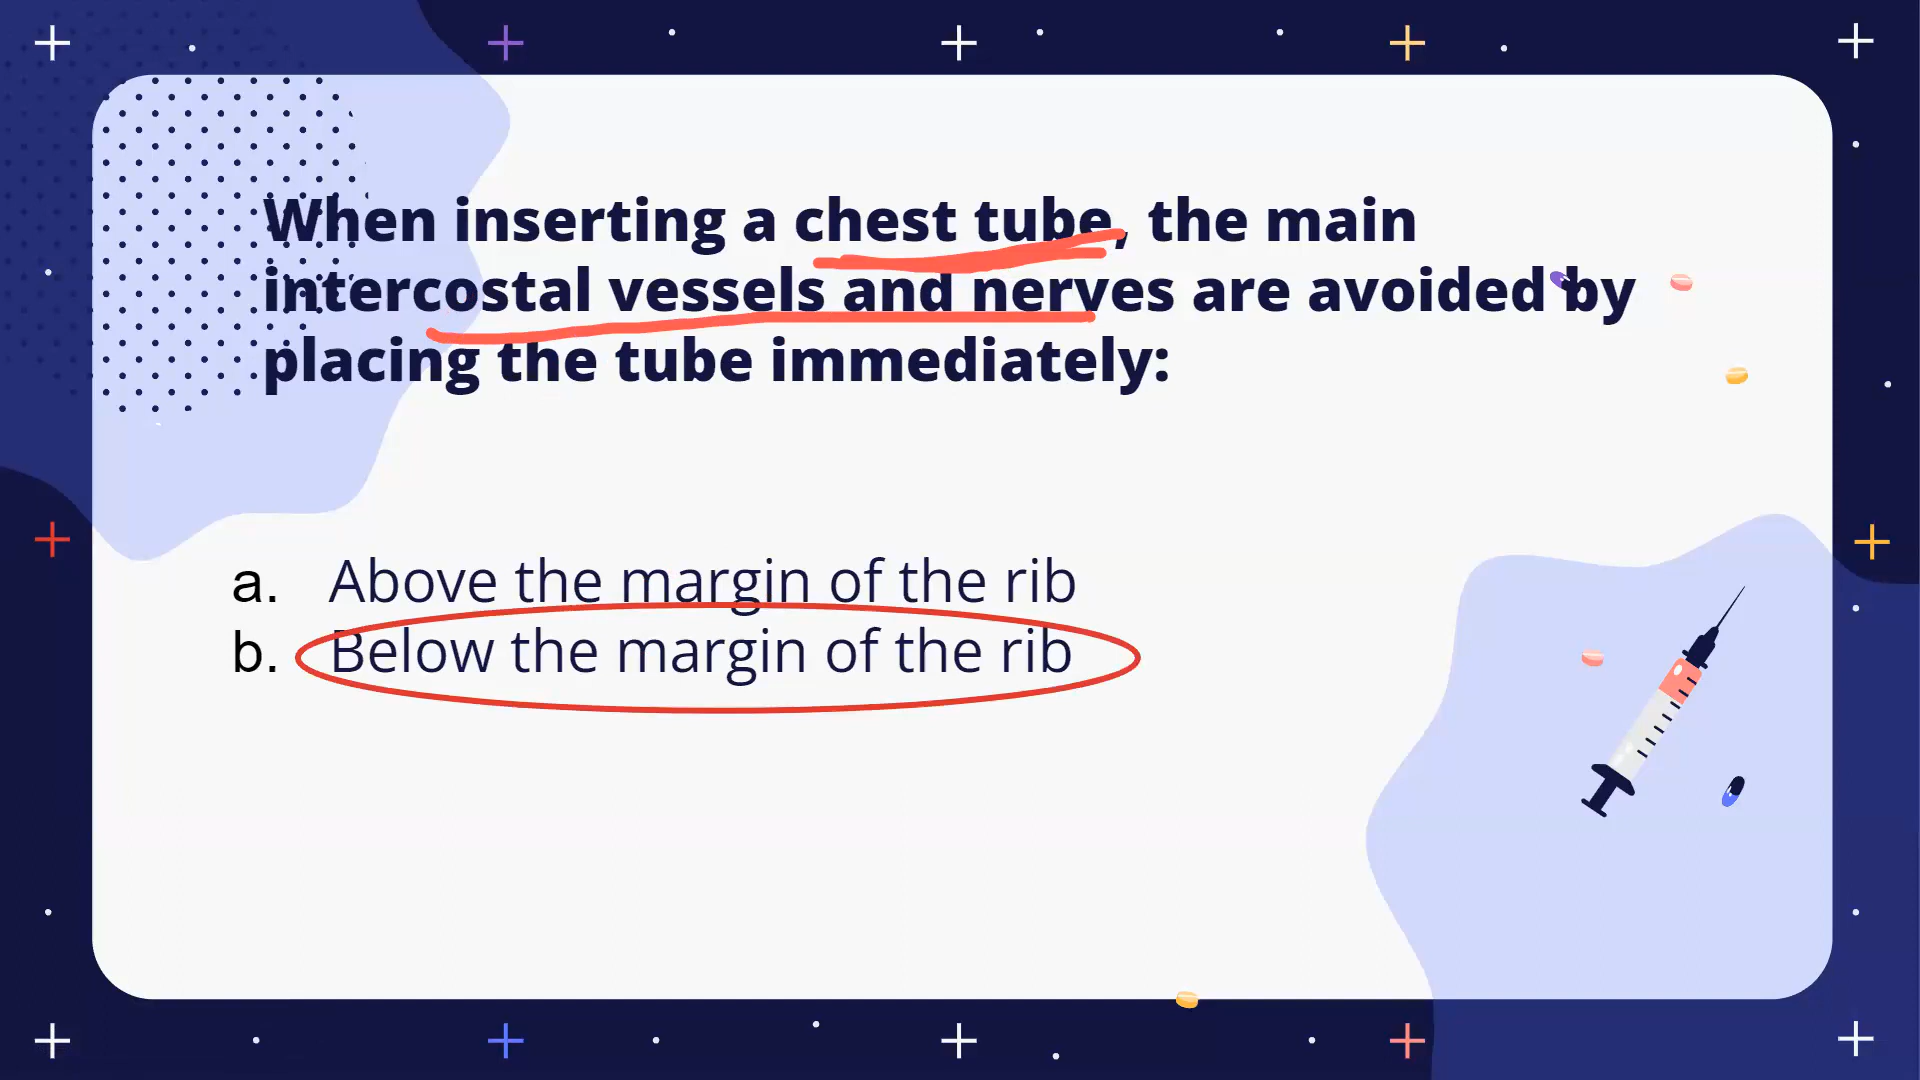 When inserting a chest tube, the main
intercostal vessels and nerves are avoided by
placing the tube immediately:
a. Above the margin of the rib
b. Below the margin of the rib